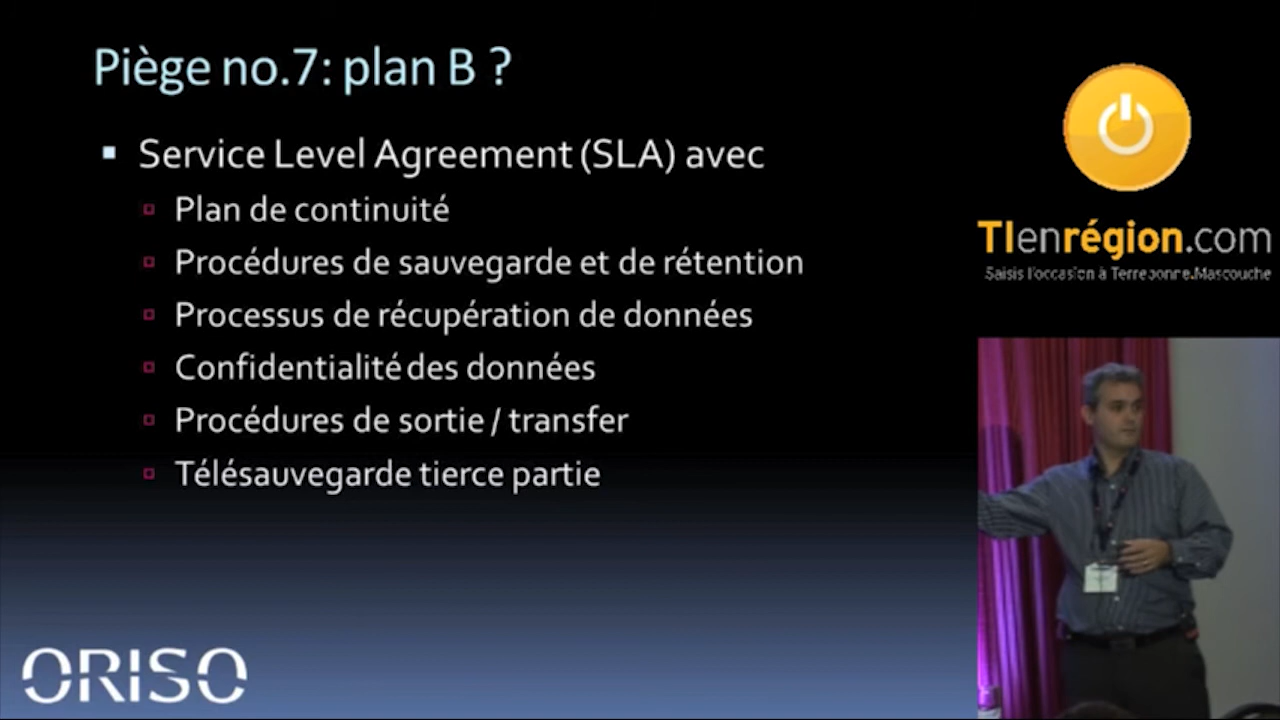 Piège no.7: plan B ?
Service Level Agreement (SLA) avec
Plan de continuité
Procédures de sauvegarde et de rétention
Processus de récupération de données
Confidentialité des données
Procédures de sortie / transfer
Télésauvegarde tierce partie
TIenrégion.com
Saisis l'occasion à Terrebonne.Mascouche
ORISO